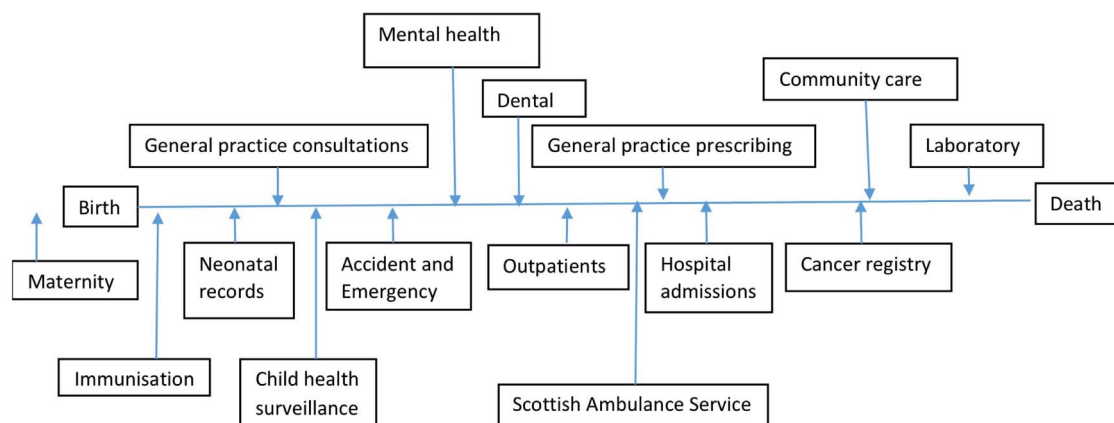 Mental health
Community care
Dental
General practice consultations
General practice prescribing
Laboratory
Birth
Death
Maternity
Neonatal
records
Accident and
Emergency
Outpatients
Hospital
admissions
Cancer registry
Immunisation
Child health
surveillance
Scottish Ambulance Service